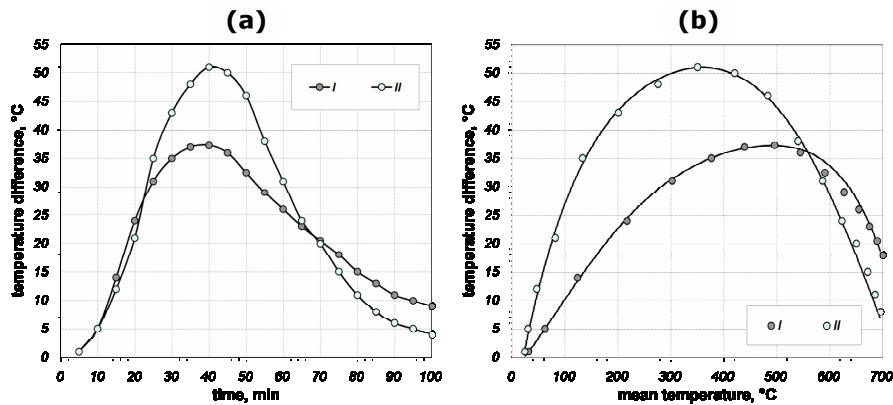 (a)
(b)
55
50
45
40
35
30
25
20
15
10
5
0
temperature difference, °C
I II
0 10 20 30 40 50 60 70 80 90 100
time, min
55
50
45
40
35
30
25
20
15
10
5
0
temperature difference, °C
I II
0 100 200 300 400 500 600 700
mean temperature, °C